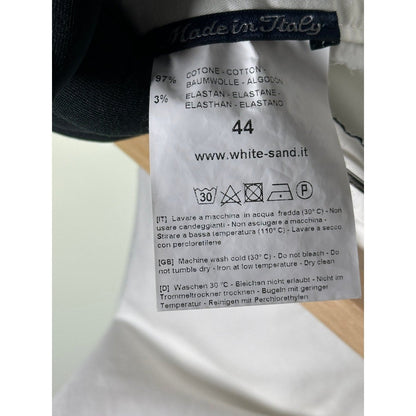 Made in Italy
97% COTONE - COTTON -
BAUMWOLLE - ALGODON
3% ELASTAN - ELASTANE -
ELASTHAN - ELASTANO
44
www.white-sand.it
30 P
[IT] Lavare a macchina in acqua fredda (30°C) - Non
usare candeggianti - Non asciugare a macchina -
Stirare a bassa temperatura (110°C) - Lavare a secco
con percloretilene
[GB] Machine wash cold (30°C) - Do not bleach - Do
not tumble dry - Iron at low temperature - Dry clean
[D] Waschen 30°C - Bleichen nicht erlaubt - Nicht im
Trommeltrockner trocknen - Bügeln mit geringer
Temperatur - Reinigen mit Perchlorethylen